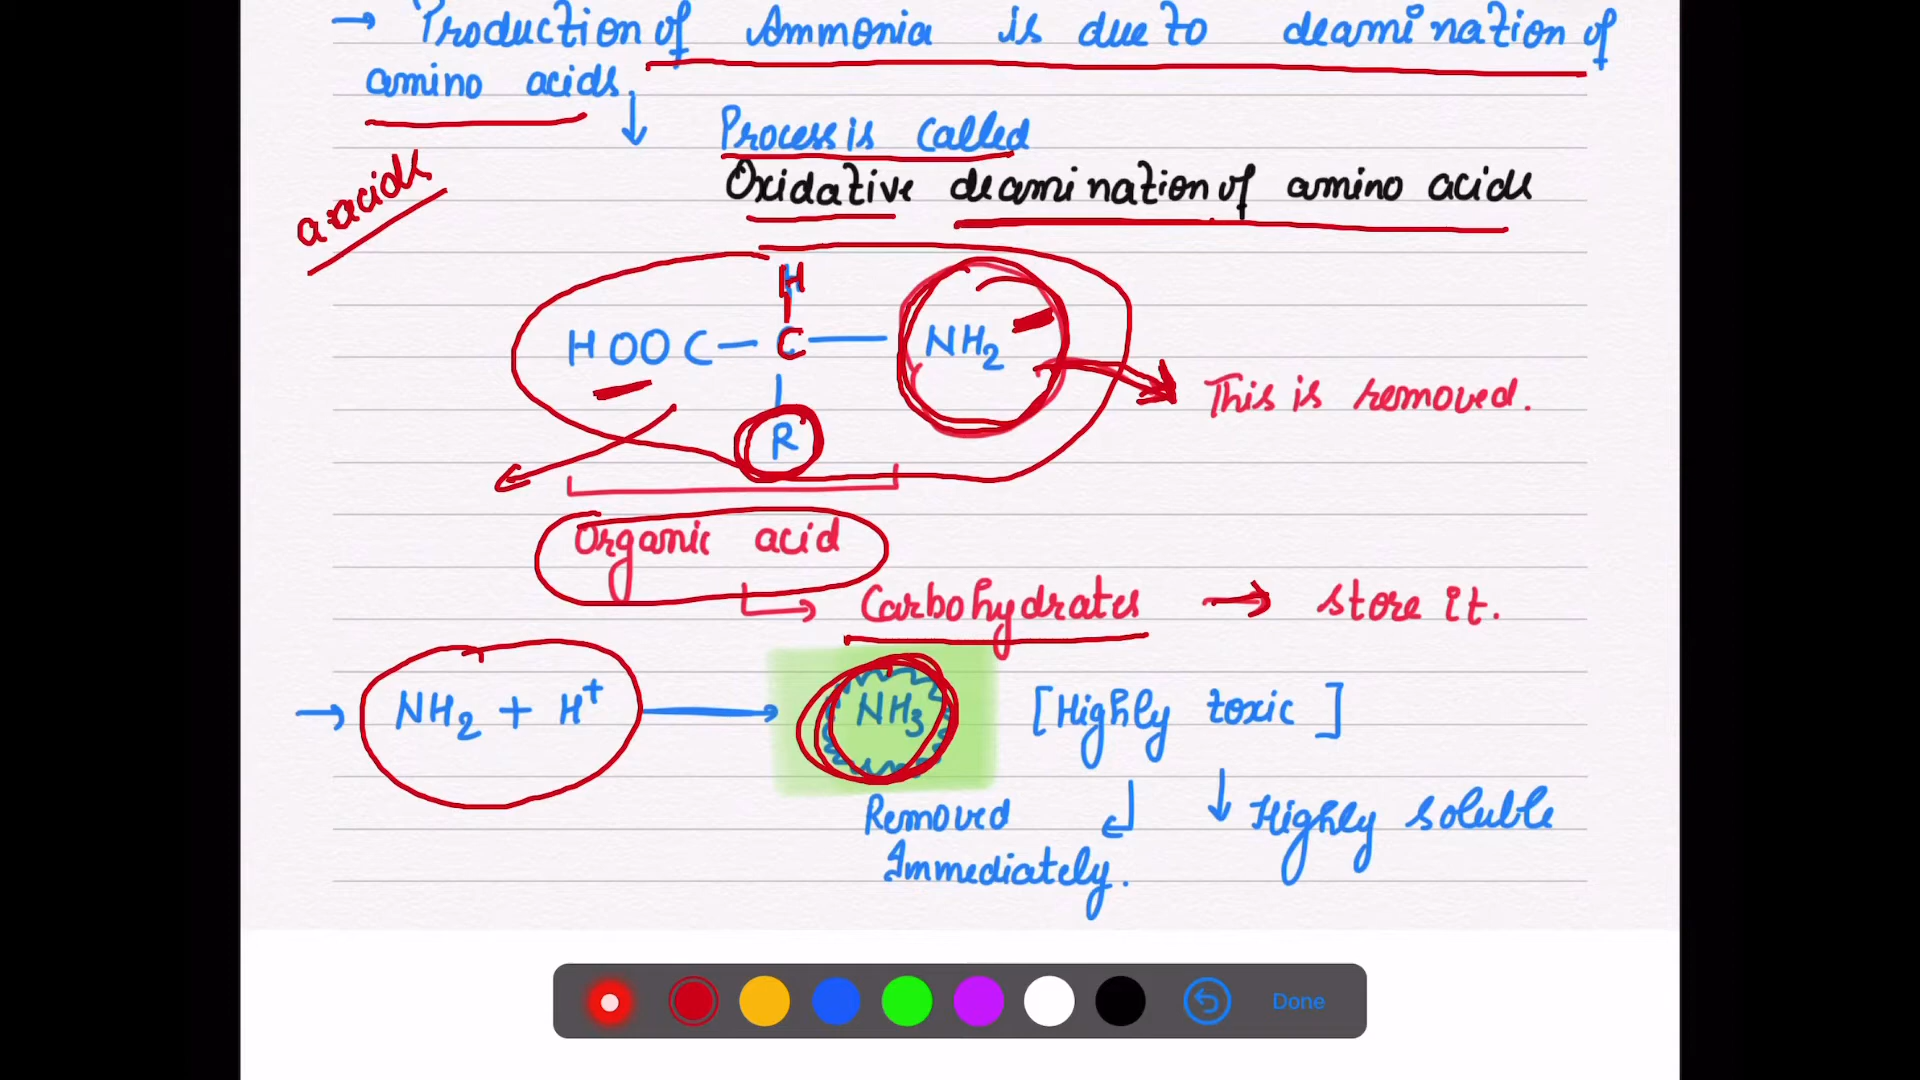 → Production of Ammonia is due to deamination of
amino acids.
↓ Process is called
Oxidative deamination of amino acids
a·acids
H
HOOC — C — NH2
This is removed.
R
Organic acid
↳ Carbohydrates → store it.
→ NH2 + H+ → NH3 [Highly toxic]
Removed ↲ ↓ Highly soluble
Immediately.
Done